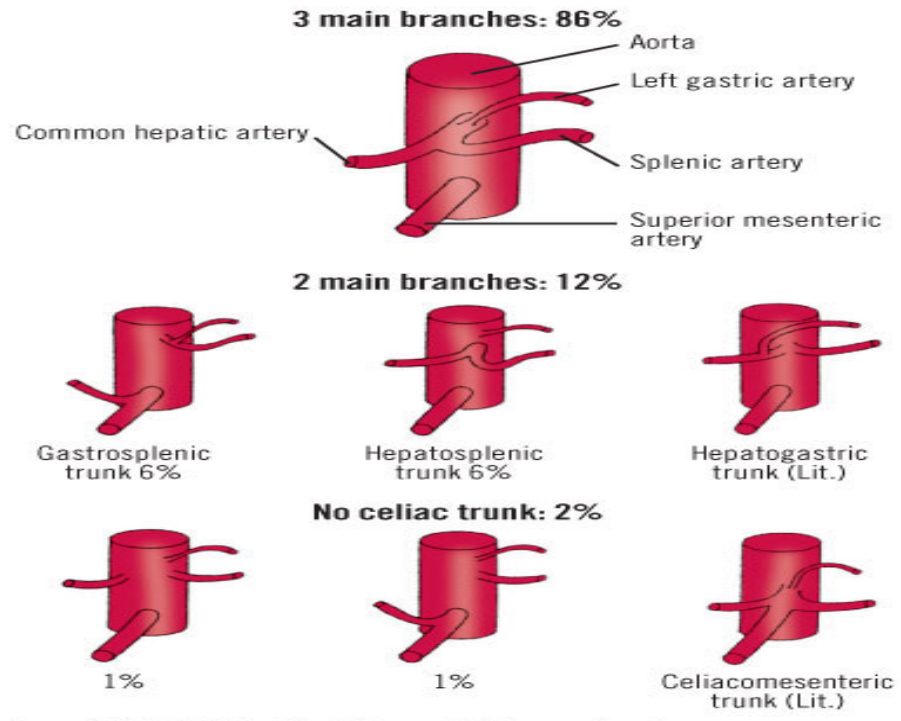 3 main branches: 86%
Aorta
Left gastric artery
Common hepatic artery
Splenic artery
Superior mesenteric
artery
2 main branches: 12%
Gastrosplenic
trunk 6%
Hepatosplenic
trunk 6%
Hepatogastric
trunk (Lit.)
No celiac trunk: 2%
1%
1%
Celiacomesenteric
trunk (Lit.)